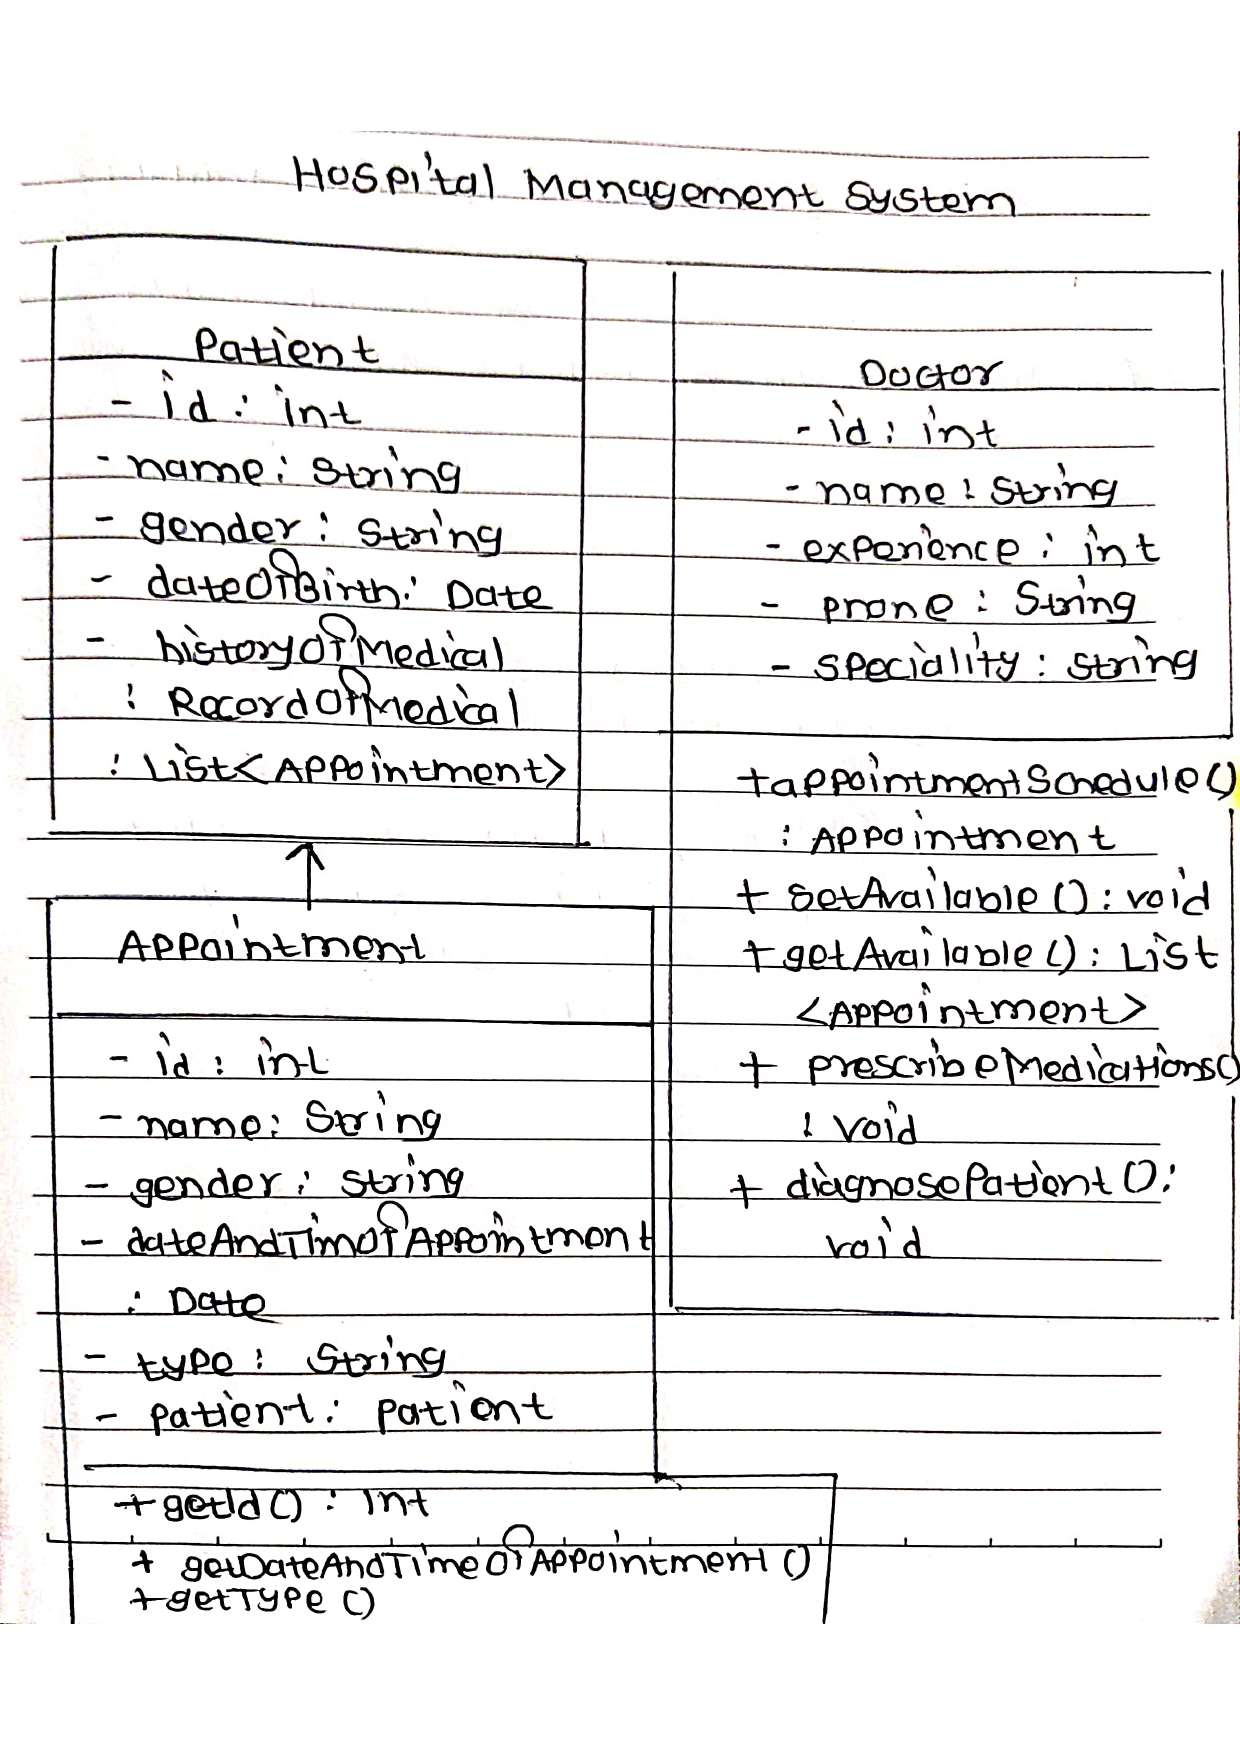 Hospital Management System
Patient
- id : int
- name : String
- gender : String
- dateOfBirth : Date
- historyOfMedical
: RecordOfMedical
: List<Appointment>
Doctor
- id : int
- name : String
- experience : int
- phone : String
- speciality : String
+appointmentSchedule()
: Appointment
+ setAvailable () : void
+ getAvailable () : List
<Appointment>
+ prescribeMedications()
: void
+ diagnosePatient () :
void
Appointment
- id : int
- name : String
- gender : String
- dateAndTimOfAppointment
: Date
- type : String
- patient : patient
+ getId () : int
+ getDateAndTimeOfAppointment ()
+ getType ()